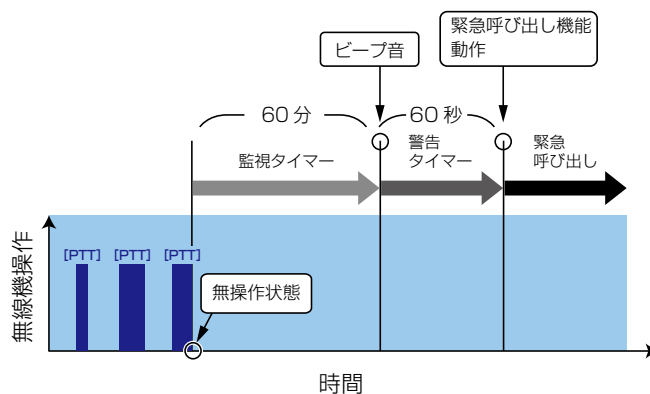 緊急呼び出し機能
動作
ビープ音
60 分
60 秒
監視タイマー
警告
タイマー
緊急
呼び出し
[PTT]
[PTT]
[PTT]
無操作状態
無線機操作
時間